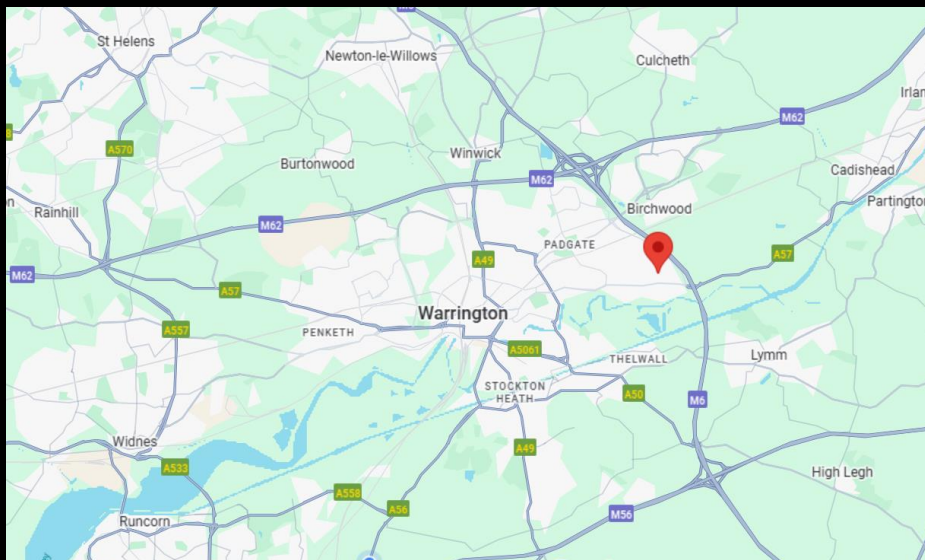 St Helens
Newton-le-Willows
Culcheth
M62
A570
Winwick
Burtonwood
M62
Cadishead
Rainhill
M62
Birchwood
Partington
PADGATE
A49
A57
M62
A57
Warrington
A557
PENKETH
A5061
THELWALL
Lymm
STOCKTON
HEATH
A50
M6
Widnes
A49
A533
High Legh
A558
A56
M56
Runcorn